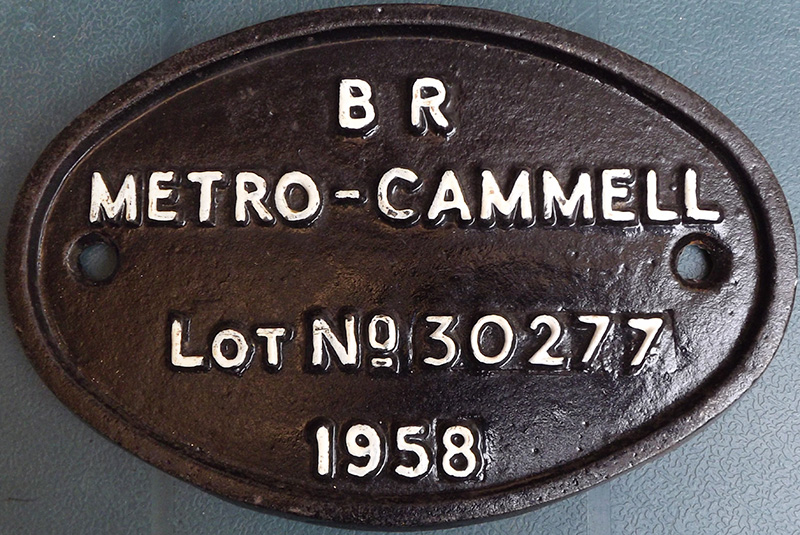 B R
METRO-CAMMELL
LOT Nº 30277
1958